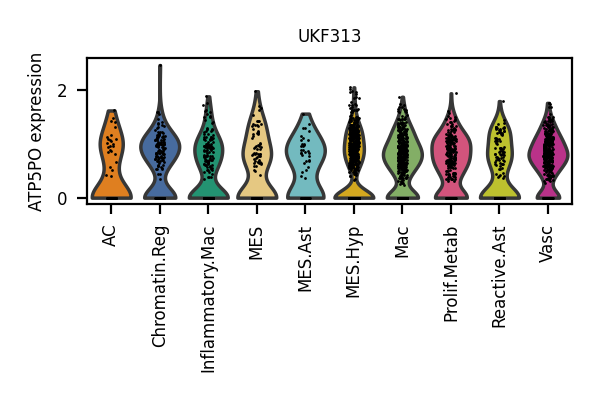 UKF313
ATP5PO expression
2
0
AC
Chromatin.Reg
Inflammatory.Mac
MES
MES.Ast
MES.Hyp
Mac
Prolif.Metab
Reactive.Ast
Vasc